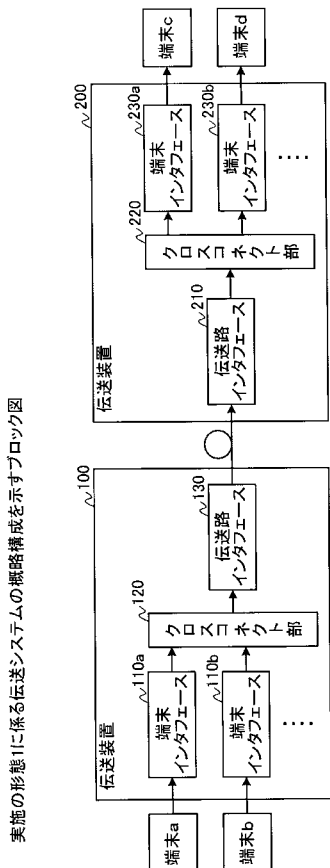 実施の形態1に係る伝送システムの概略構成を示すブロック図
100
伝送装置
端末a
110a
端末
インタフェース
端末b
110b
端末
インタフェース
‥‥
120
クロスコネクト部
130
伝送路
インタフェース
200
伝送装置
210
伝送路
インタフェース
220
クロスコネクト部
230a
端末
インタフェース
端末c
230b
端末
インタフェース
端末d
‥‥